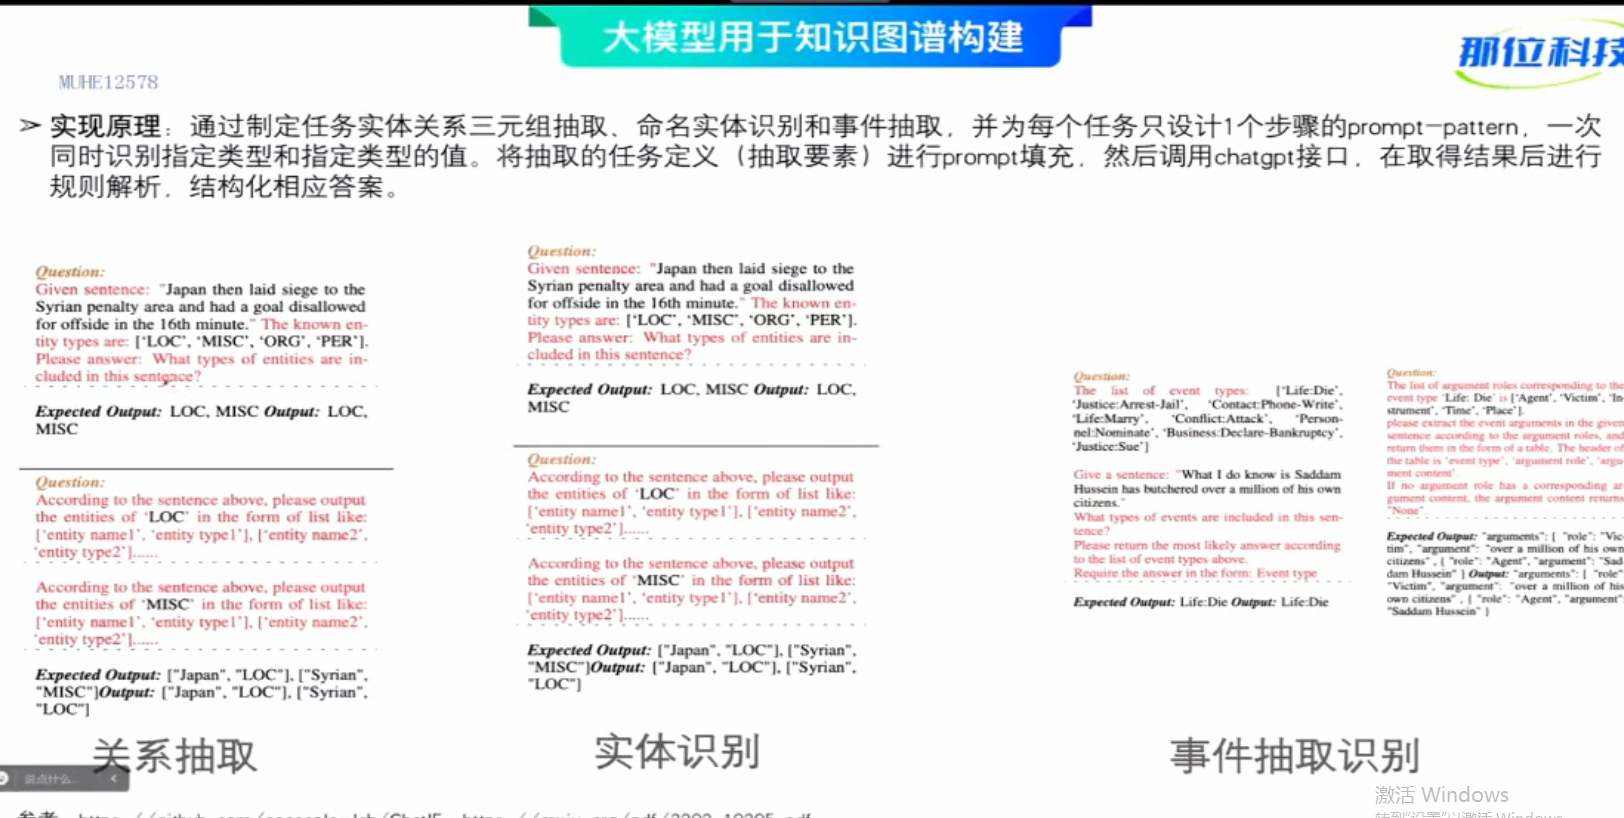 大模型用于知识图谱构建
那位科技
MUHE12578
➢ 实现原理：通过制定任务实体关系三元组抽取、命名实体识别和事件抽取，并为每个任务只设计1个步骤的prompt-pattern，一次
同时识别指定类型和指定类型的值。将抽取的任务定义（抽取要素）进行prompt填充，然后调用chatgpt接口，在取得结果后进行
规则解析，结构化相应答案。
Question:
Given sentence: "Japan then laid siege to the
Syrian penalty area and had a goal disallowed
for offside in the 16th minute." The known en-
tity types are: ['LOC', 'MISC', 'ORG', 'PER'].
Please answer: What types of entities are in-
cluded in this sentence?
Expected Output: LOC, MISC Output: LOC,
MISC
Question:
According to the sentence above, please output
the entities of 'LOC' in the form of list like:
['entity name1', 'entity type1'], ['entity name2',
'entity type2']......
According to the sentence above, please output
the entities of 'MISC' in the form of list like:
['entity name1', 'entity type1'], ['entity name2',
'entity type2']......
Expected Output: ["Japan", "LOC"], ["Syrian",
"MISC"]Output: ["Japan", "LOC"], ["Syrian",
"LOC"]
关系抽取
Question:
Given sentence: "Japan then laid siege to the
Syrian penalty area and had a goal disallowed
for offside in the 16th minute." The known en-
tity types are: ['LOC', 'MISC', 'ORG', 'PER'].
Please answer: What types of entities are in-
cluded in this sentence?
Expected Output: LOC, MISC Output: LOC,
MISC
Question:
According to the sentence above, please output
the entities of 'LOC' in the form of list like:
['entity name1', 'entity type1'], ['entity name2',
'entity type2']......
According to the sentence above, please output
the entities of 'MISC' in the form of list like:
['entity name1', 'entity type1'], ['entity name2',
'entity type2']......
Expected Output: ["Japan", "LOC"], ["Syrian",
"MISC"]Output: ["Japan", "LOC"], ["Syrian",
"LOC"]
实体识别
Question:
The list of event types: ['Life:Die',
'Justice:Arrest-Jail', 'Contact:Phone-Write',
'Life:Marry', 'Conflict:Attack', 'Person-
nel:Nominate', 'Business:Declare-Bankruptcy',
'Justice:Sue']
Give a sentence: "What I do know is Saddam
Hussein has butchered over a million of his own
citizens."
What types of events are included in this sen-
tence?
Please return the most likely answer according
to the list of event types above.
Require the answer in the form: Event type
Expected Output: Life:Die Output: Life:Die
Question:
The list of argument roles corresponding to the
event type 'Life: Die' is ['Agent', 'Victim', 'In-
strument', 'Time', 'Place'].
please extract the event arguments in the given
sentence according to the argument roles, and
return them in the form of a table. The header of
the table is 'event type', 'argument role', 'argu-
ment content'.
If no argument role has a corresponding ar-
gument content, the argument content returns
"None".
Expected Output: "arguments": [ "role": "Vic-
tim", "argument": "over a million of his own
citizens" , { "role": "Agent", "argument": "Sad-
dam Hussein" ] Output: "arguments": [ "role":
"Victim", "argument": "over a million of his
own citizens" , { "role": "Agent", "argument":
"Saddam Hussein" }
事件抽取识别
说点什么...
激活 Windows